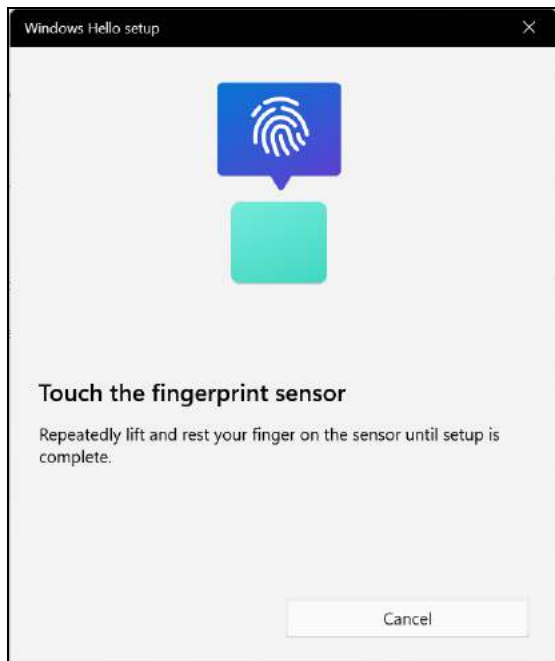 Windows Hello setup
Touch the fingerprint sensor
Repeatedly lift and rest your finger on the sensor until setup is
complete.
Cancel